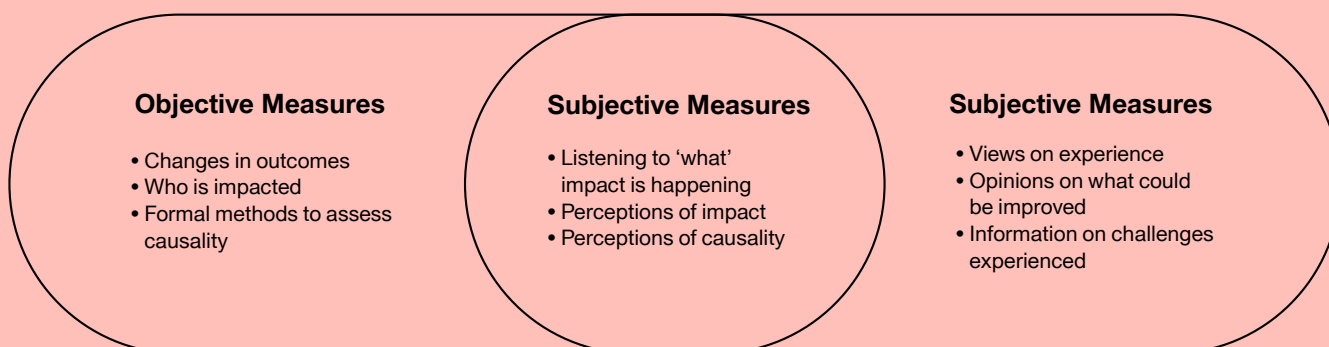 Objective Measures
• Changes in outcomes
• Who is impacted
• Formal methods to assess
causality
Subjective Measures
• Listening to ‘what’
impact is happening
• Perceptions of impact
• Perceptions of causality
Subjective Measures
• Views on experience
• Opinions on what could
be improved
• Information on challenges
experienced